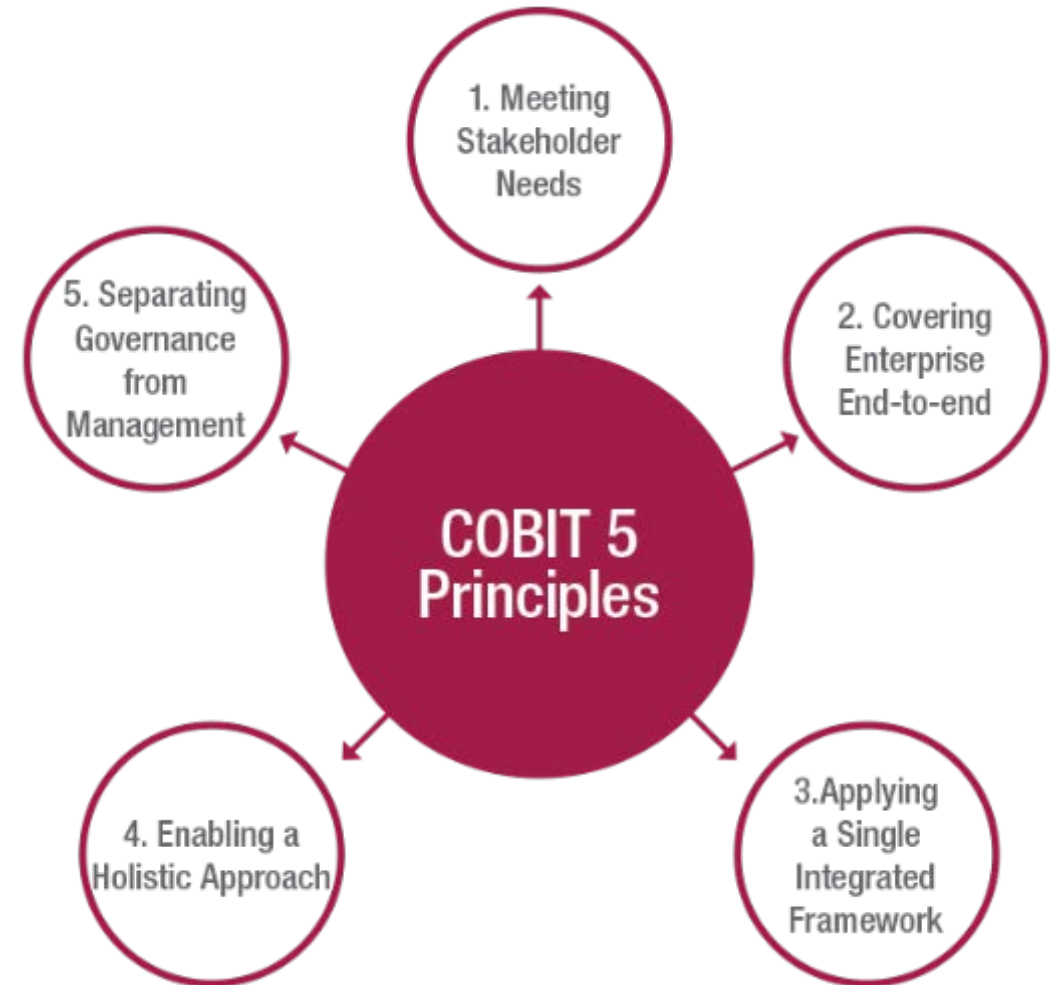 1. Meeting
Stakeholder
Needs
2. Covering
Enterprise
End-to-end
3.Applying
a Single
Integrated
Framework
4. Enabling a
Holistic Approach
5. Separating
Governance
from
Management
COBIT 5
Principles